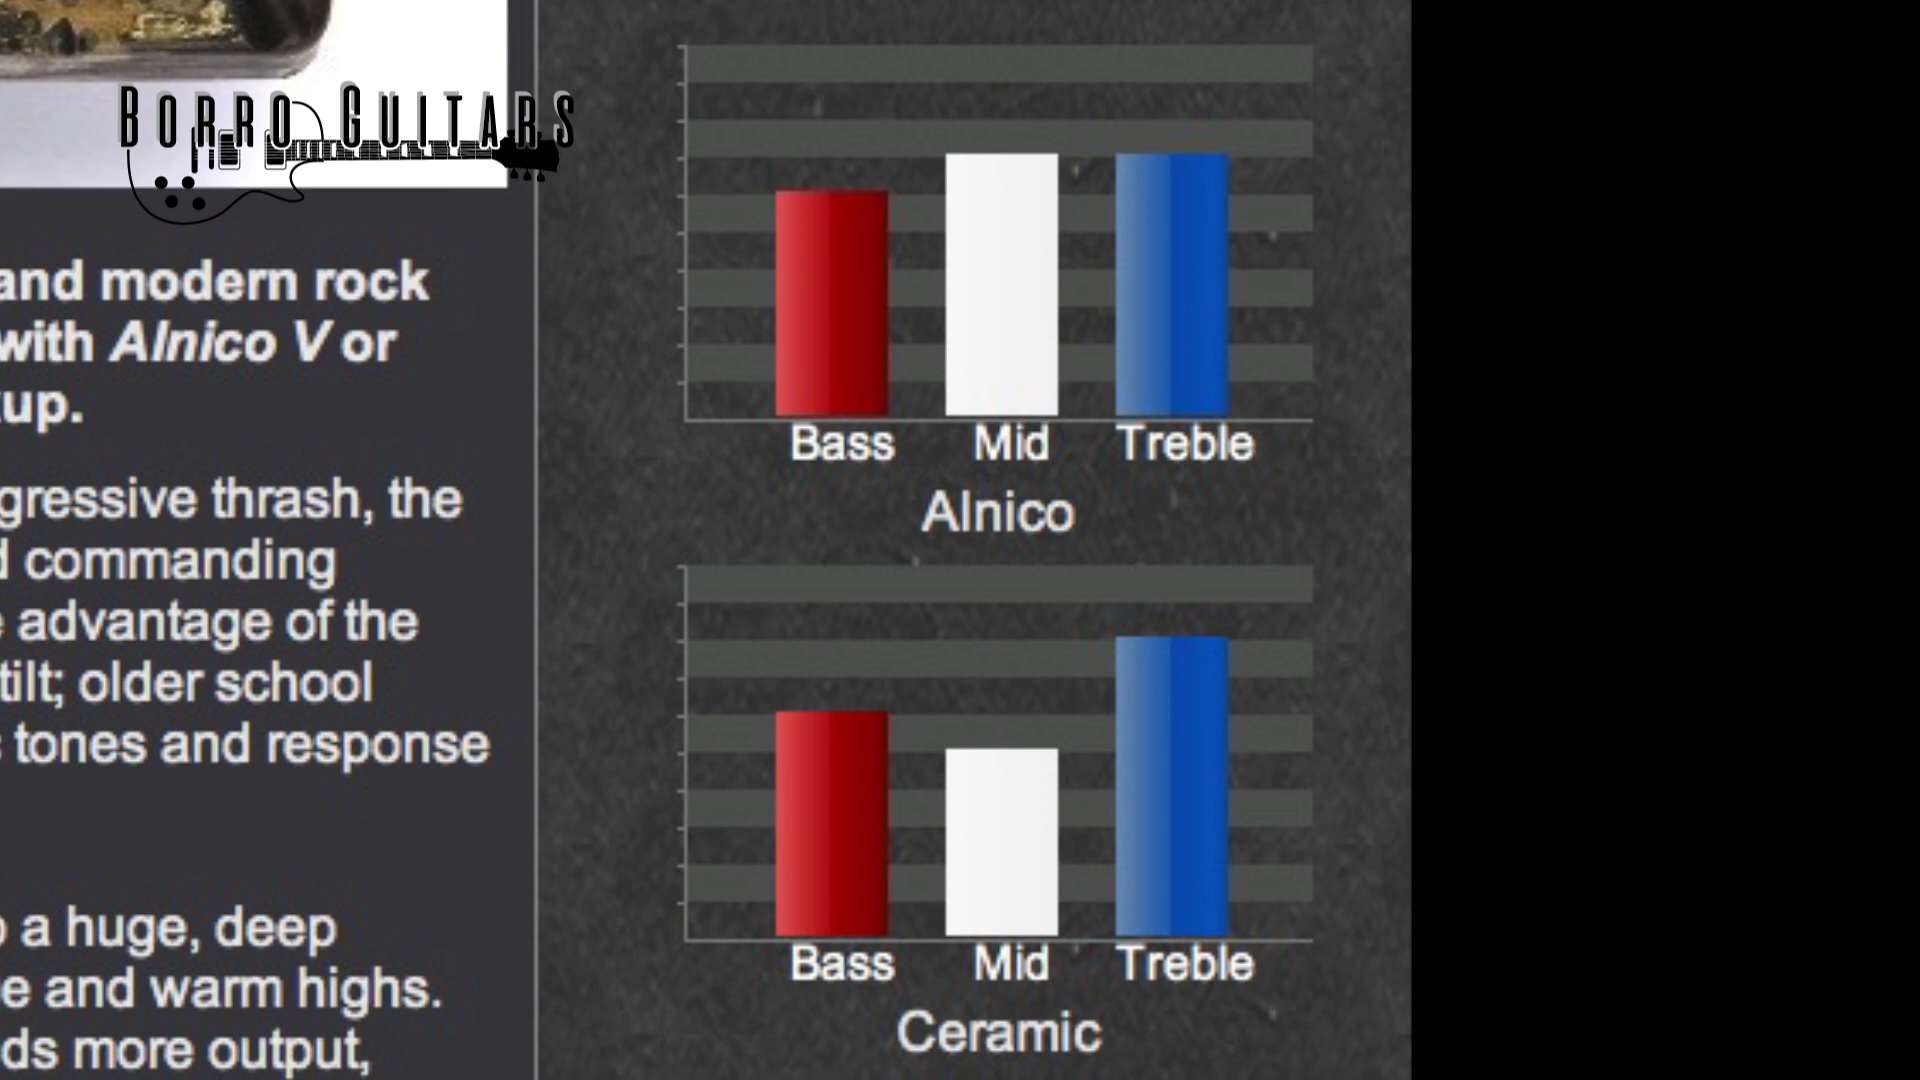 BORRO GUITARS
and modern rock
with Alnico V or
up.
gressive thrash, the
commanding
advantage of the
tilt; older school
tones and response
a huge, deep
e and warm highs.
ds more output,
Bass Mid Treble
Alnico
Bass Mid Treble
Ceramic